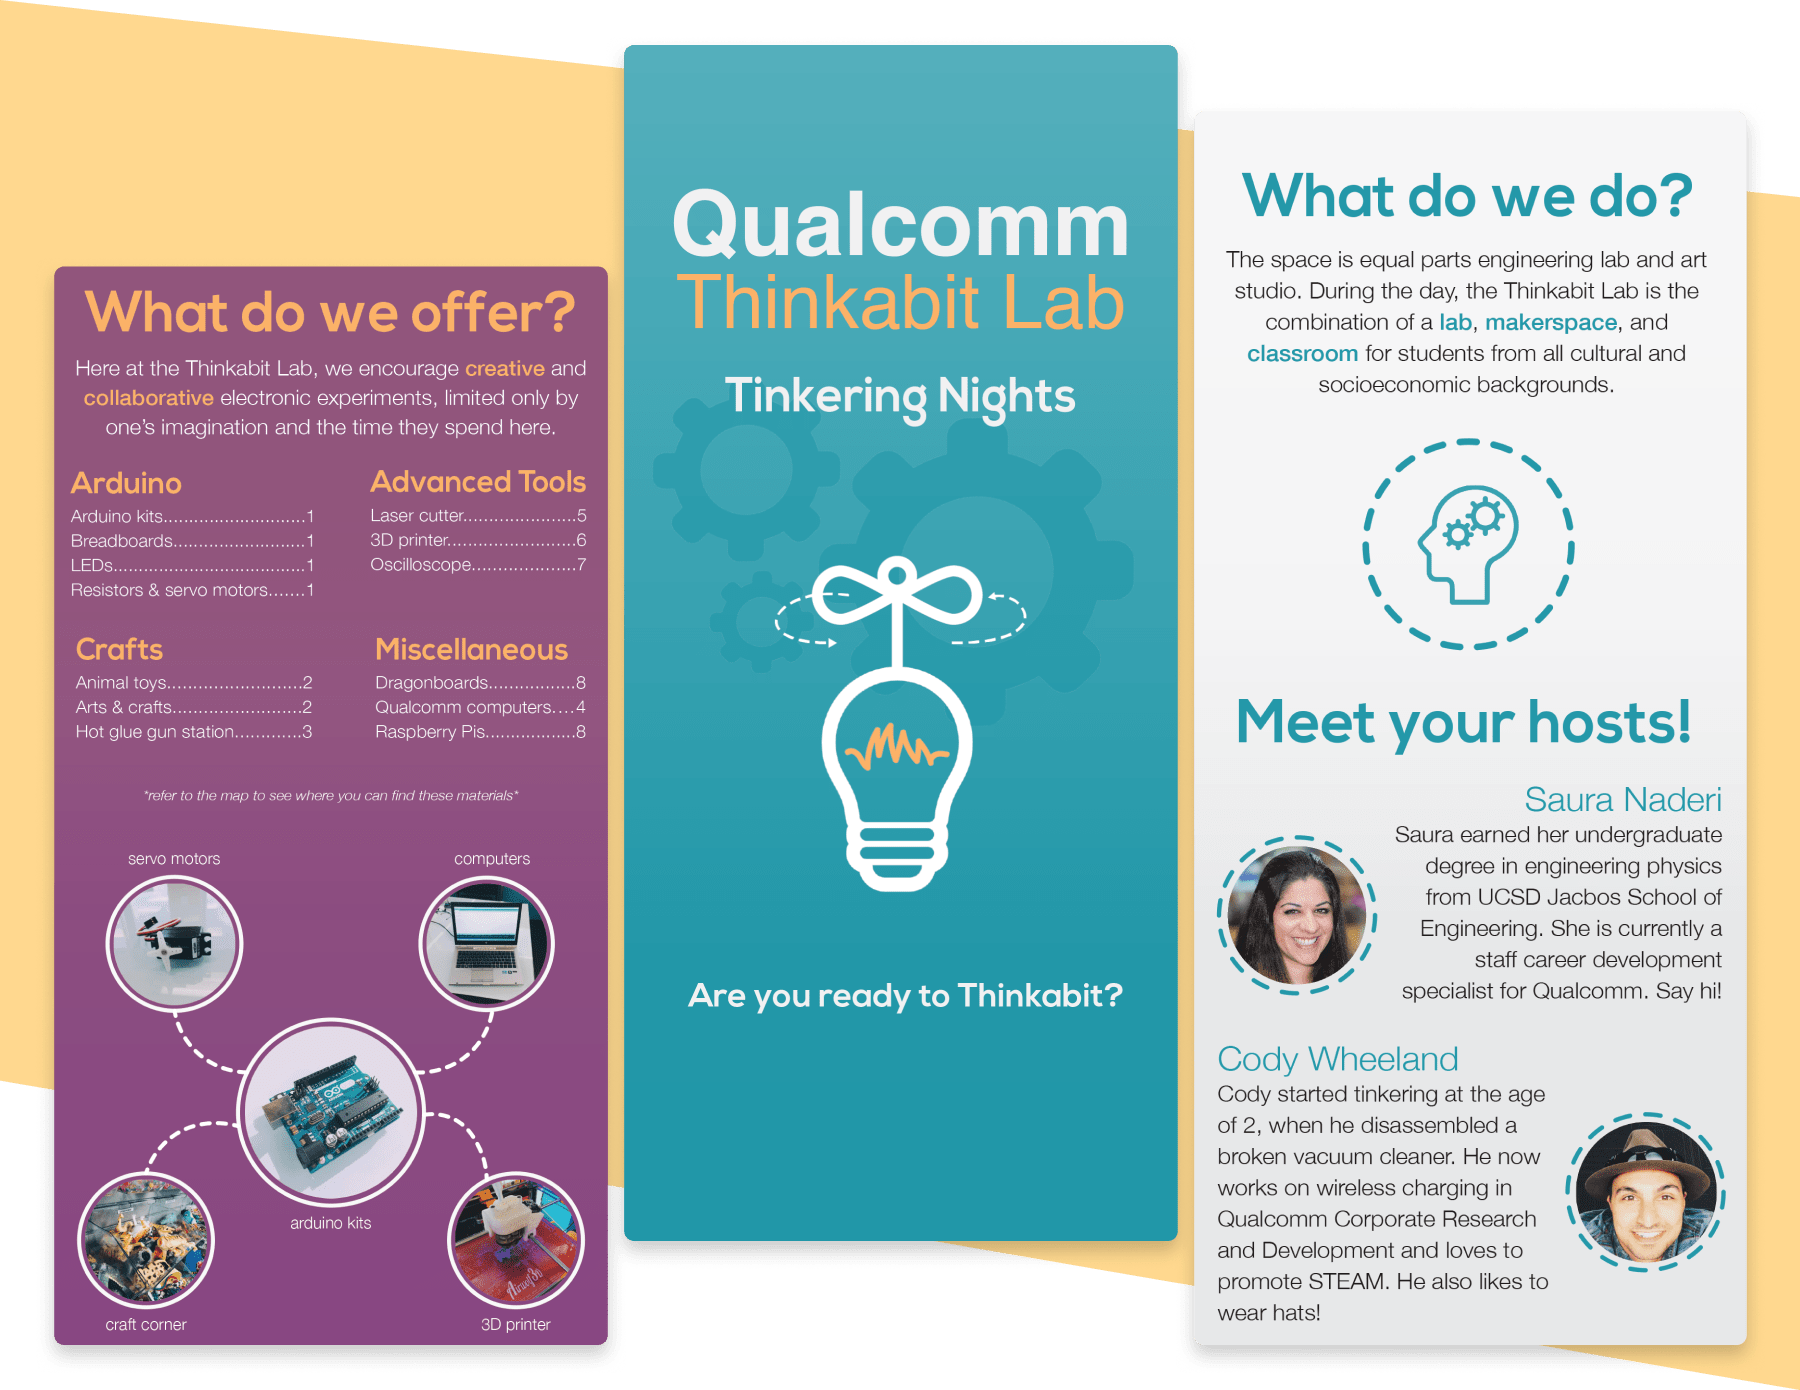 What do we offer?
Here at the Thinkabit Lab, we encourage creative and
collaborative electronic experiments, limited only by
one's imagination and the time they spend here.
Arduino
Arduino kits...........................1
Breadboards.........................1
LEDs.....................................1
Resistors & servo motors.......1
Advanced Tools
Laser cutter......................5
3D printer.........................6
Oscilloscope....................7
Crafts
Animal toys..........................2
Arts & crafts.........................2
Hot glue gun station.............3
Miscellaneous
Dragonboards.................8
Qualcomm computers....4
Raspberry Pis.................8
*refer to the map to see where you can find these materials*
servo motors
computers
arduino kits
craft corner
3D printer
Qualcomm
Thinkabit Lab
Tinkering Nights
Are you ready to Thinkabit?
What do we do?
The space is equal parts engineering lab and art
studio. During the day, the Thinkabit Lab is the
combination of a lab, makerspace, and
classroom for students from all cultural and
socioeconomic backgrounds.
Meet your hosts!
Saura Naderi
Saura earned her undergraduate
degree in engineering physics
from UCSD Jacbos School of
Engineering. She is currently a
staff career development
specialist for Qualcomm. Say hi!
Cody Wheeland
Cody started tinkering at the age
of 2, when he disassembled a
broken vacuum cleaner. He now
works on wireless charging in
Qualcomm Corporate Research
and Development and loves to
promote STEAM. He also likes to
wear hats!